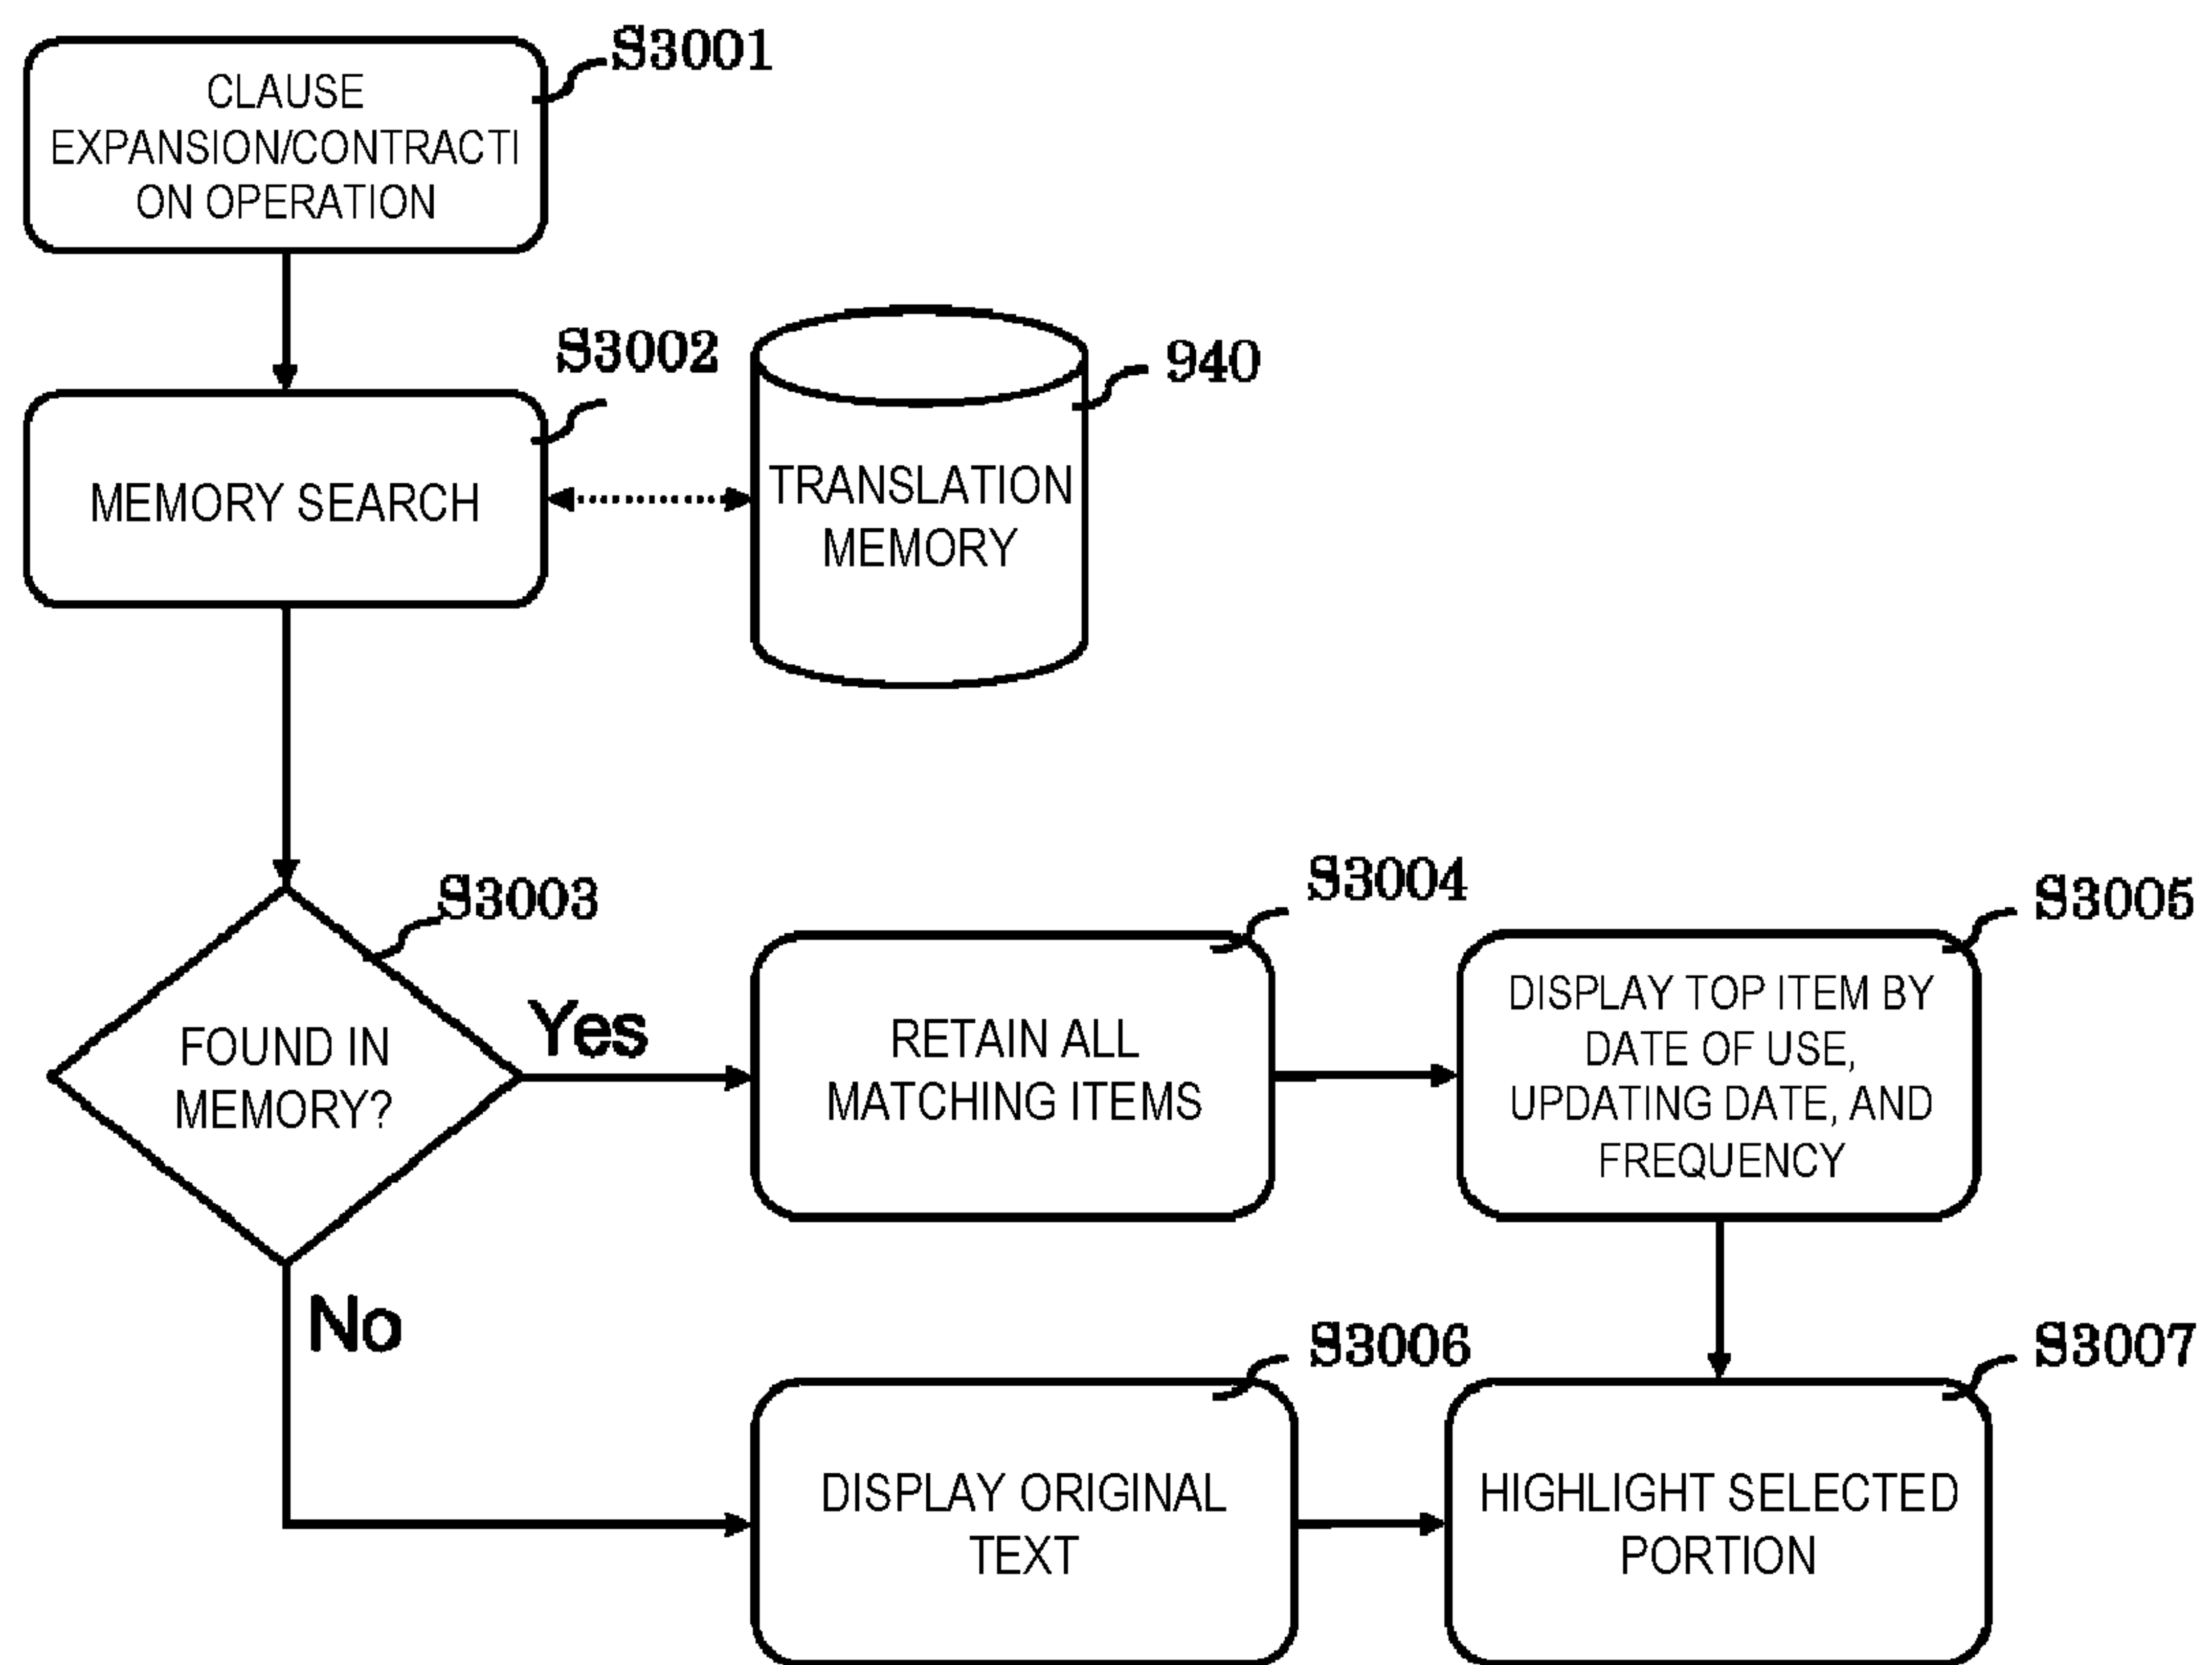 S3001
CLAUSE
EXPANSION/CONTRACTI
ON OPERATION
S3002
MEMORY SEARCH
940
TRANSLATION
MEMORY
S3003
FOUND IN
MEMORY?
Yes
No
S3004
RETAIN ALL
MATCHING ITEMS
S3005
DISPLAY TOP ITEM BY
DATE OF USE,
UPDATING DATE, AND
FREQUENCY
S3006
DISPLAY ORIGINAL
TEXT
S3007
HIGHLIGHT SELECTED
PORTION